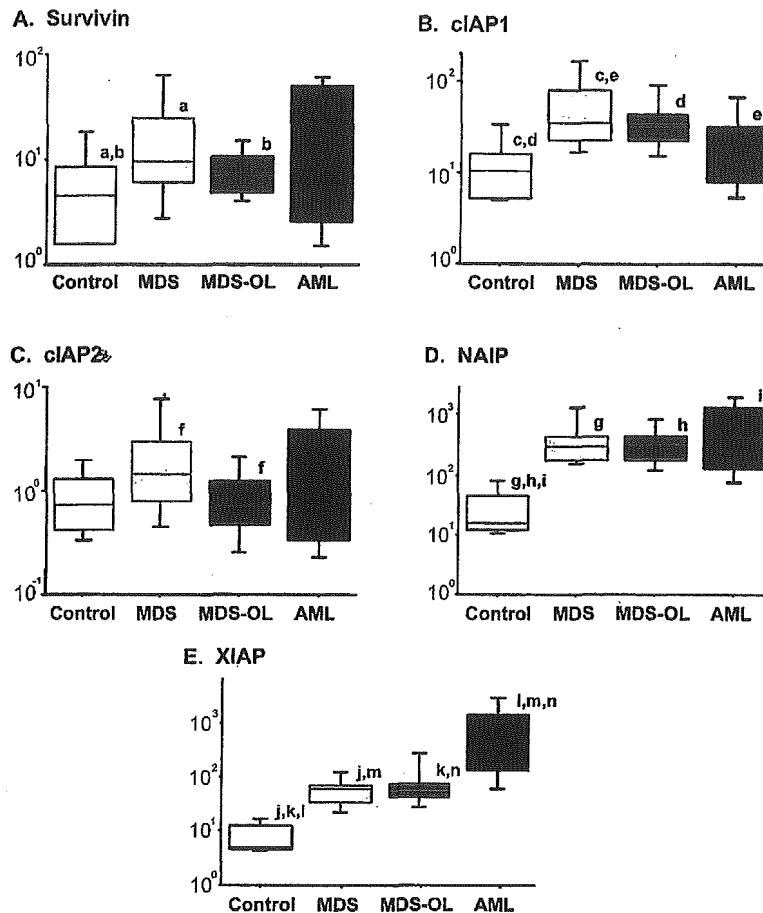 A. Survivin
10²
10¹
10⁰
a,b
a
b
Control MDS MDS-OL AML
B. cIAP1
10²
10¹
10⁰
c,d
c,e
d
e
Control MDS MDS-OL AML
C. cIAP2
10¹
10⁰
10⁻¹
f
f
Control MDS MDS-OL AML
D. NAIP
10³
10²
10¹
10⁰
g,h,i
g
h
i
Control MDS MDS-OL AML
E. XIAP
10³
10²
10¹
10⁰
j,k,l
j,m
k,n
l,m,n
Control MDS MDS-OL AML